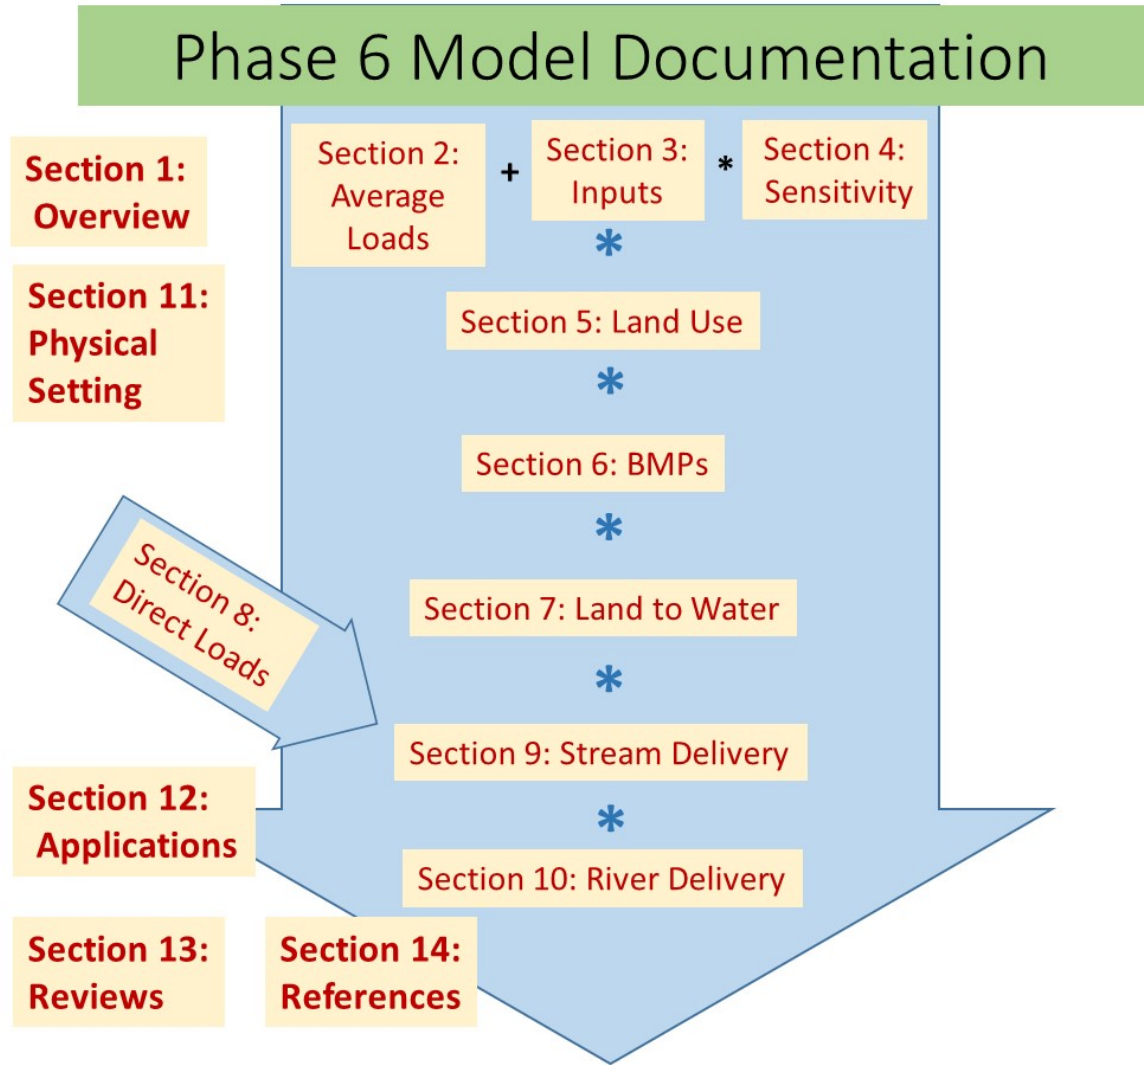 Phase 6 Model Documentation
Section 1:
Overview
Section 2:
Average
Loads
+
Section 3:
Inputs
*
Section 4:
Sensitivity
*
Section 11:
Physical
Setting
Section 5: Land Use
*
Section 6: BMPs
*
Section 7: Land to Water
*
Section 8:
Direct Loads
Section 9: Stream Delivery
*
Section 12:
Applications
Section 10: River Delivery
Section 13:
Reviews
Section 14:
References